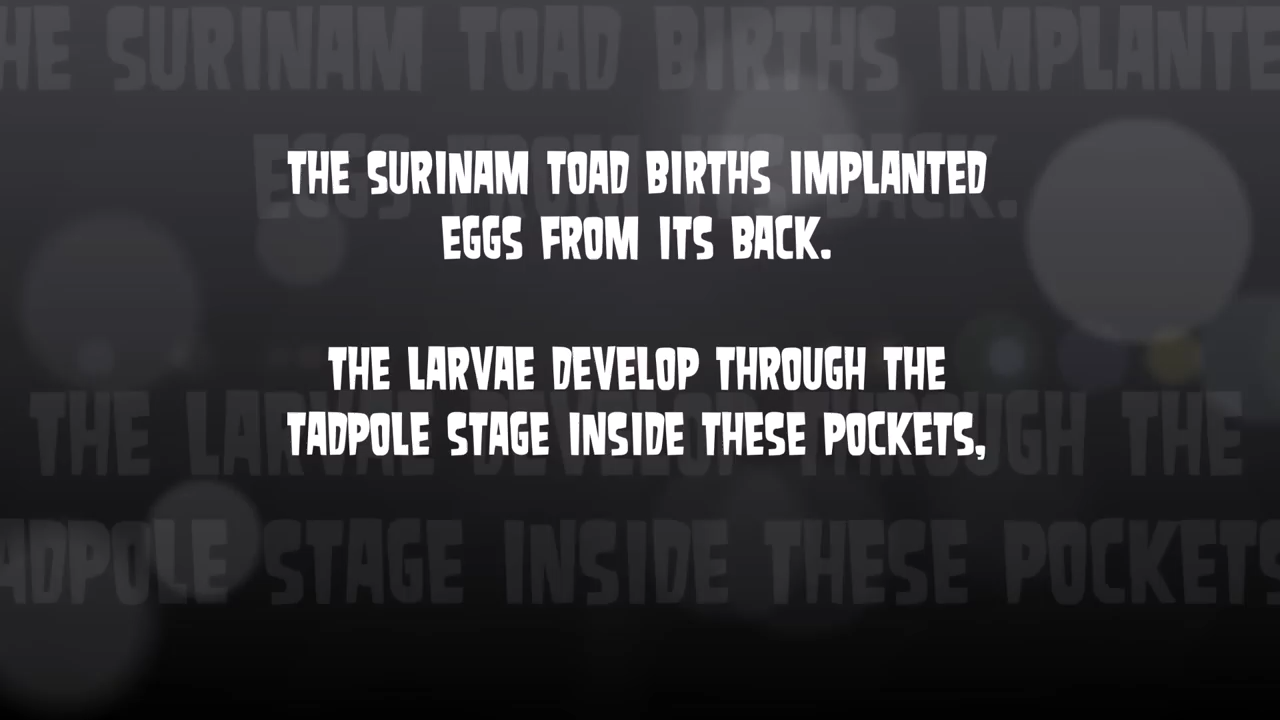 THE SURINAM TOAD BIRTHS IMPLANTED
EGGS FROM ITS BACK.
THE LARVAE DEVELOP THROUGH THE
TADPOLE STAGE INSIDE THESE POCKETS,